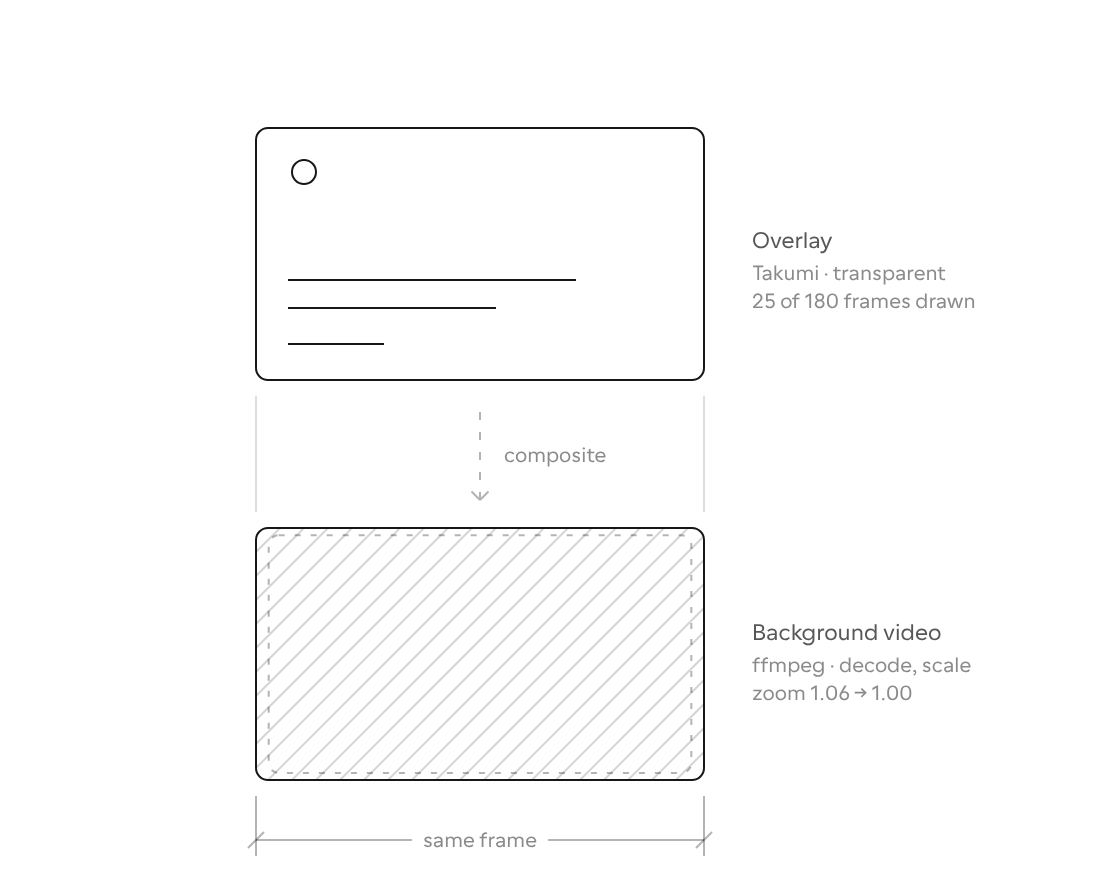 Overlay
Takumi · transparent
25 of 180 frames drawn
composite
Background video
ffmpeg · decode, scale
zoom 1.06 → 1.00
same frame